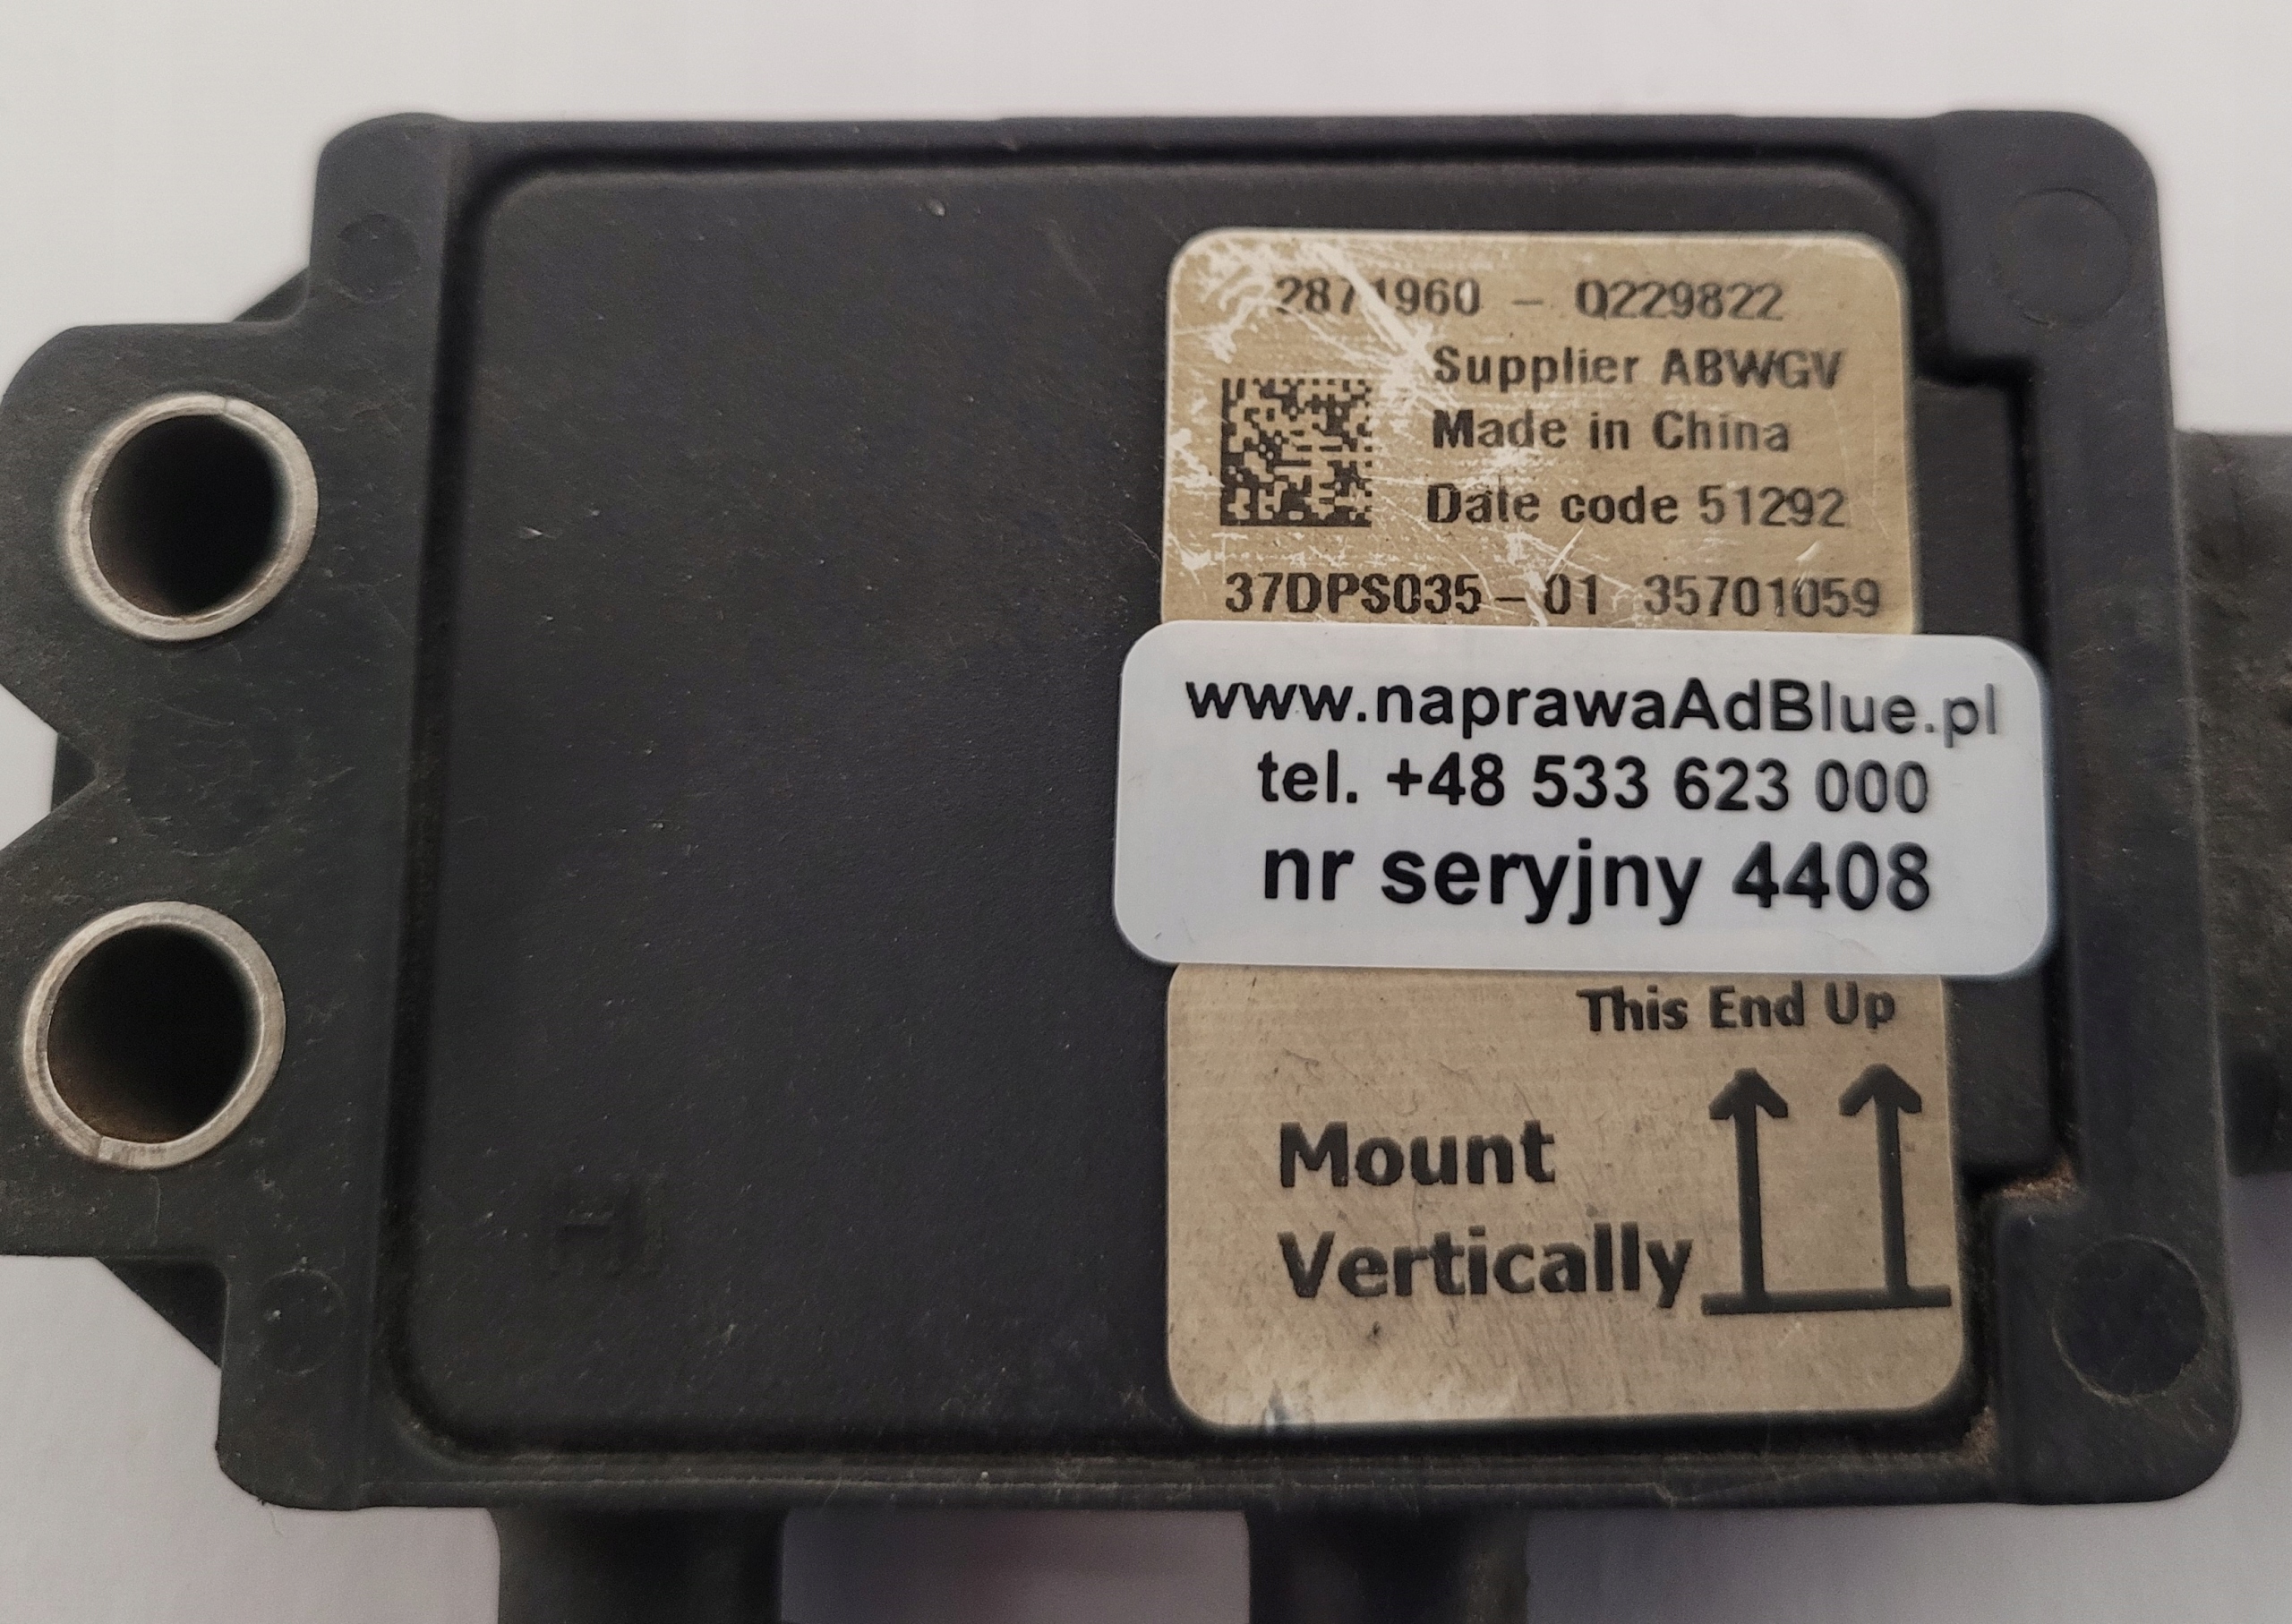 2871960 – Q229822
Supplier ABWGV
Made in China
Date code 51292
37DPS035–01 35701059
www.naprawaAdBlue.pl
tel. +48 533 623 000
nr seryjny 4408
This End Up
Mount
Vertically
H